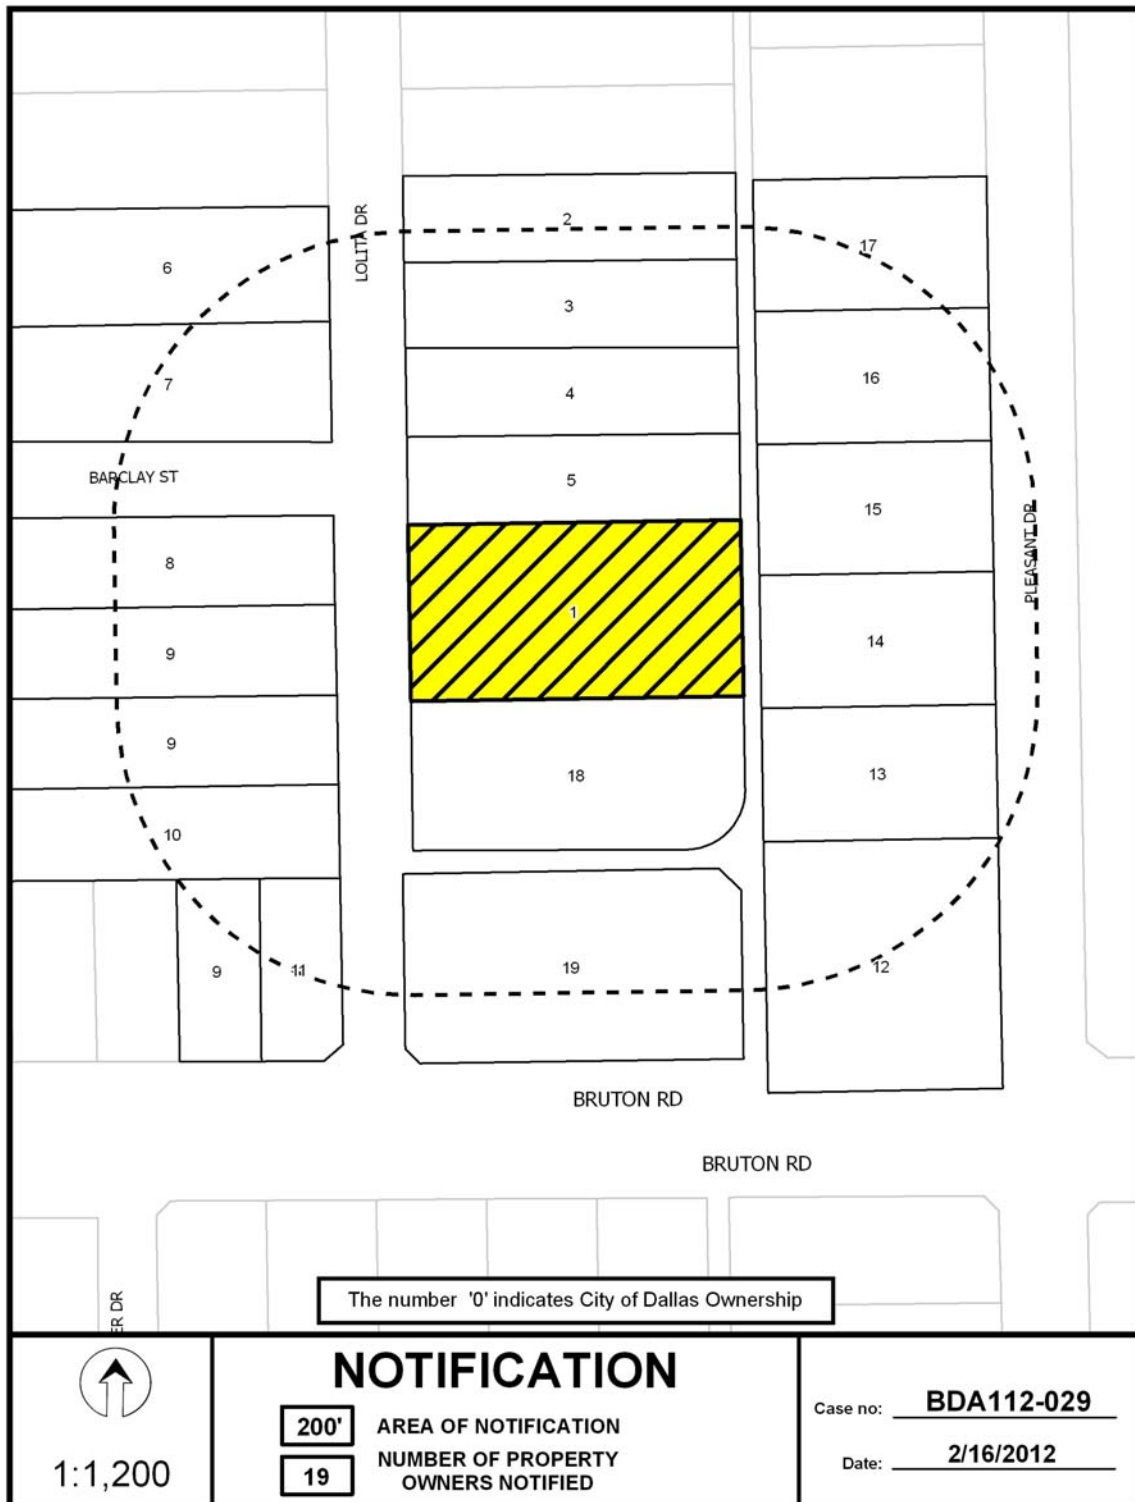 2
17
LOLITA DR
6
3
16
7
4
BARCLAY ST
5
15
PLEASANT DR
8
1
14
9
9
18
13
10
9
11
19
12
BRUTON RD
BRUTON RD
ER DR
The number '0' indicates City of Dallas Ownership
1:1,200
NOTIFICATION
200' AREA OF NOTIFICATION
19 NUMBER OF PROPERTY
OWNERS NOTIFIED
Case no: BDA112-029
Date: 2/16/2012